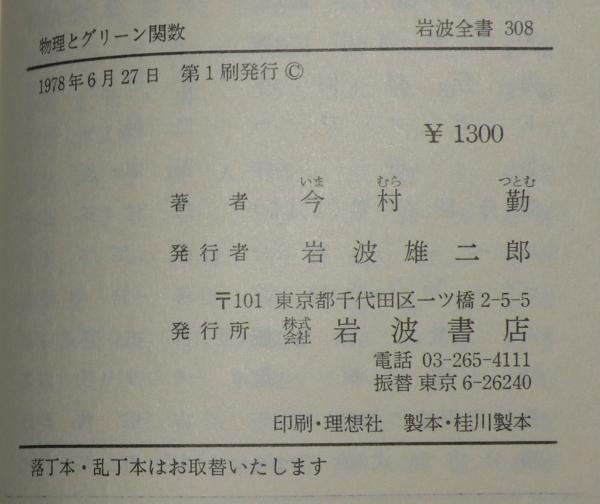 物理とグリーン関数
岩波全書 308
1978年6月27日 第1刷発行 ©
¥1300
いま むら つとむ
著者 今村勤
発行者 岩波雄二郎
〒101 東京都千代田区一ツ橋 2-5-5
発行所 株式会社 岩波書店
電話 03-265-4111
振替 東京 6-26240
印刷・理想社 製本・桂川製本
落丁本・乱丁本はお取替いたします